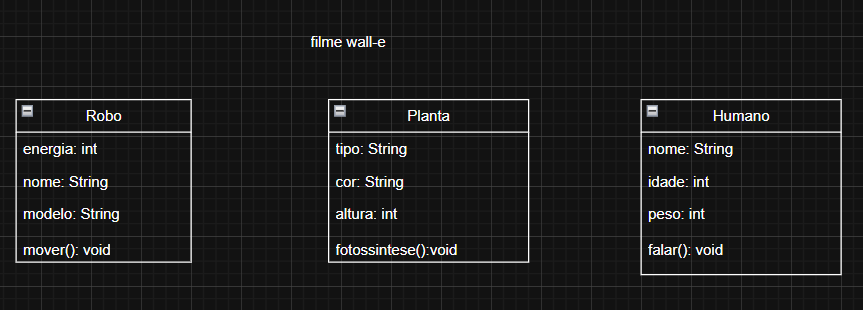 filme wall-e
Robo
energia: int
nome: String
modelo: String
mover(): void
Planta
tipo: String
cor: String
altura: int
fotossintese():void
Humano
nome: String
idade: int
peso: int
falar(): void